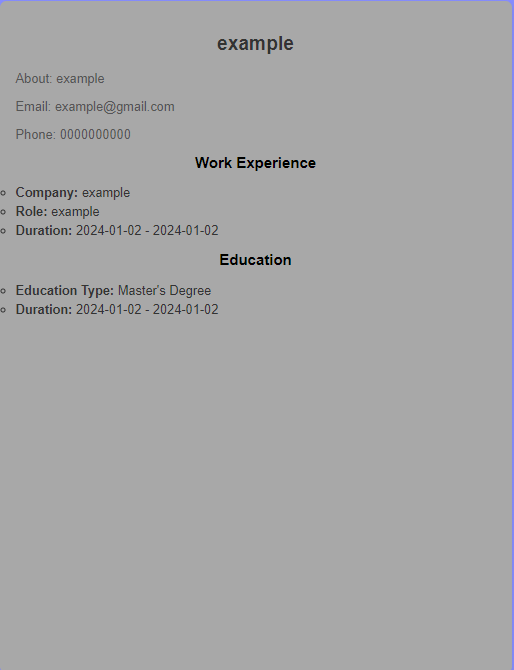 example
About: example
Email: example@gmail.com
Phone: 0000000000
Work Experience
Company: example
Role: example
Duration: 2024-01-02 - 2024-01-02
Education
Education Type: Master's Degree
Duration: 2024-01-02 - 2024-01-02